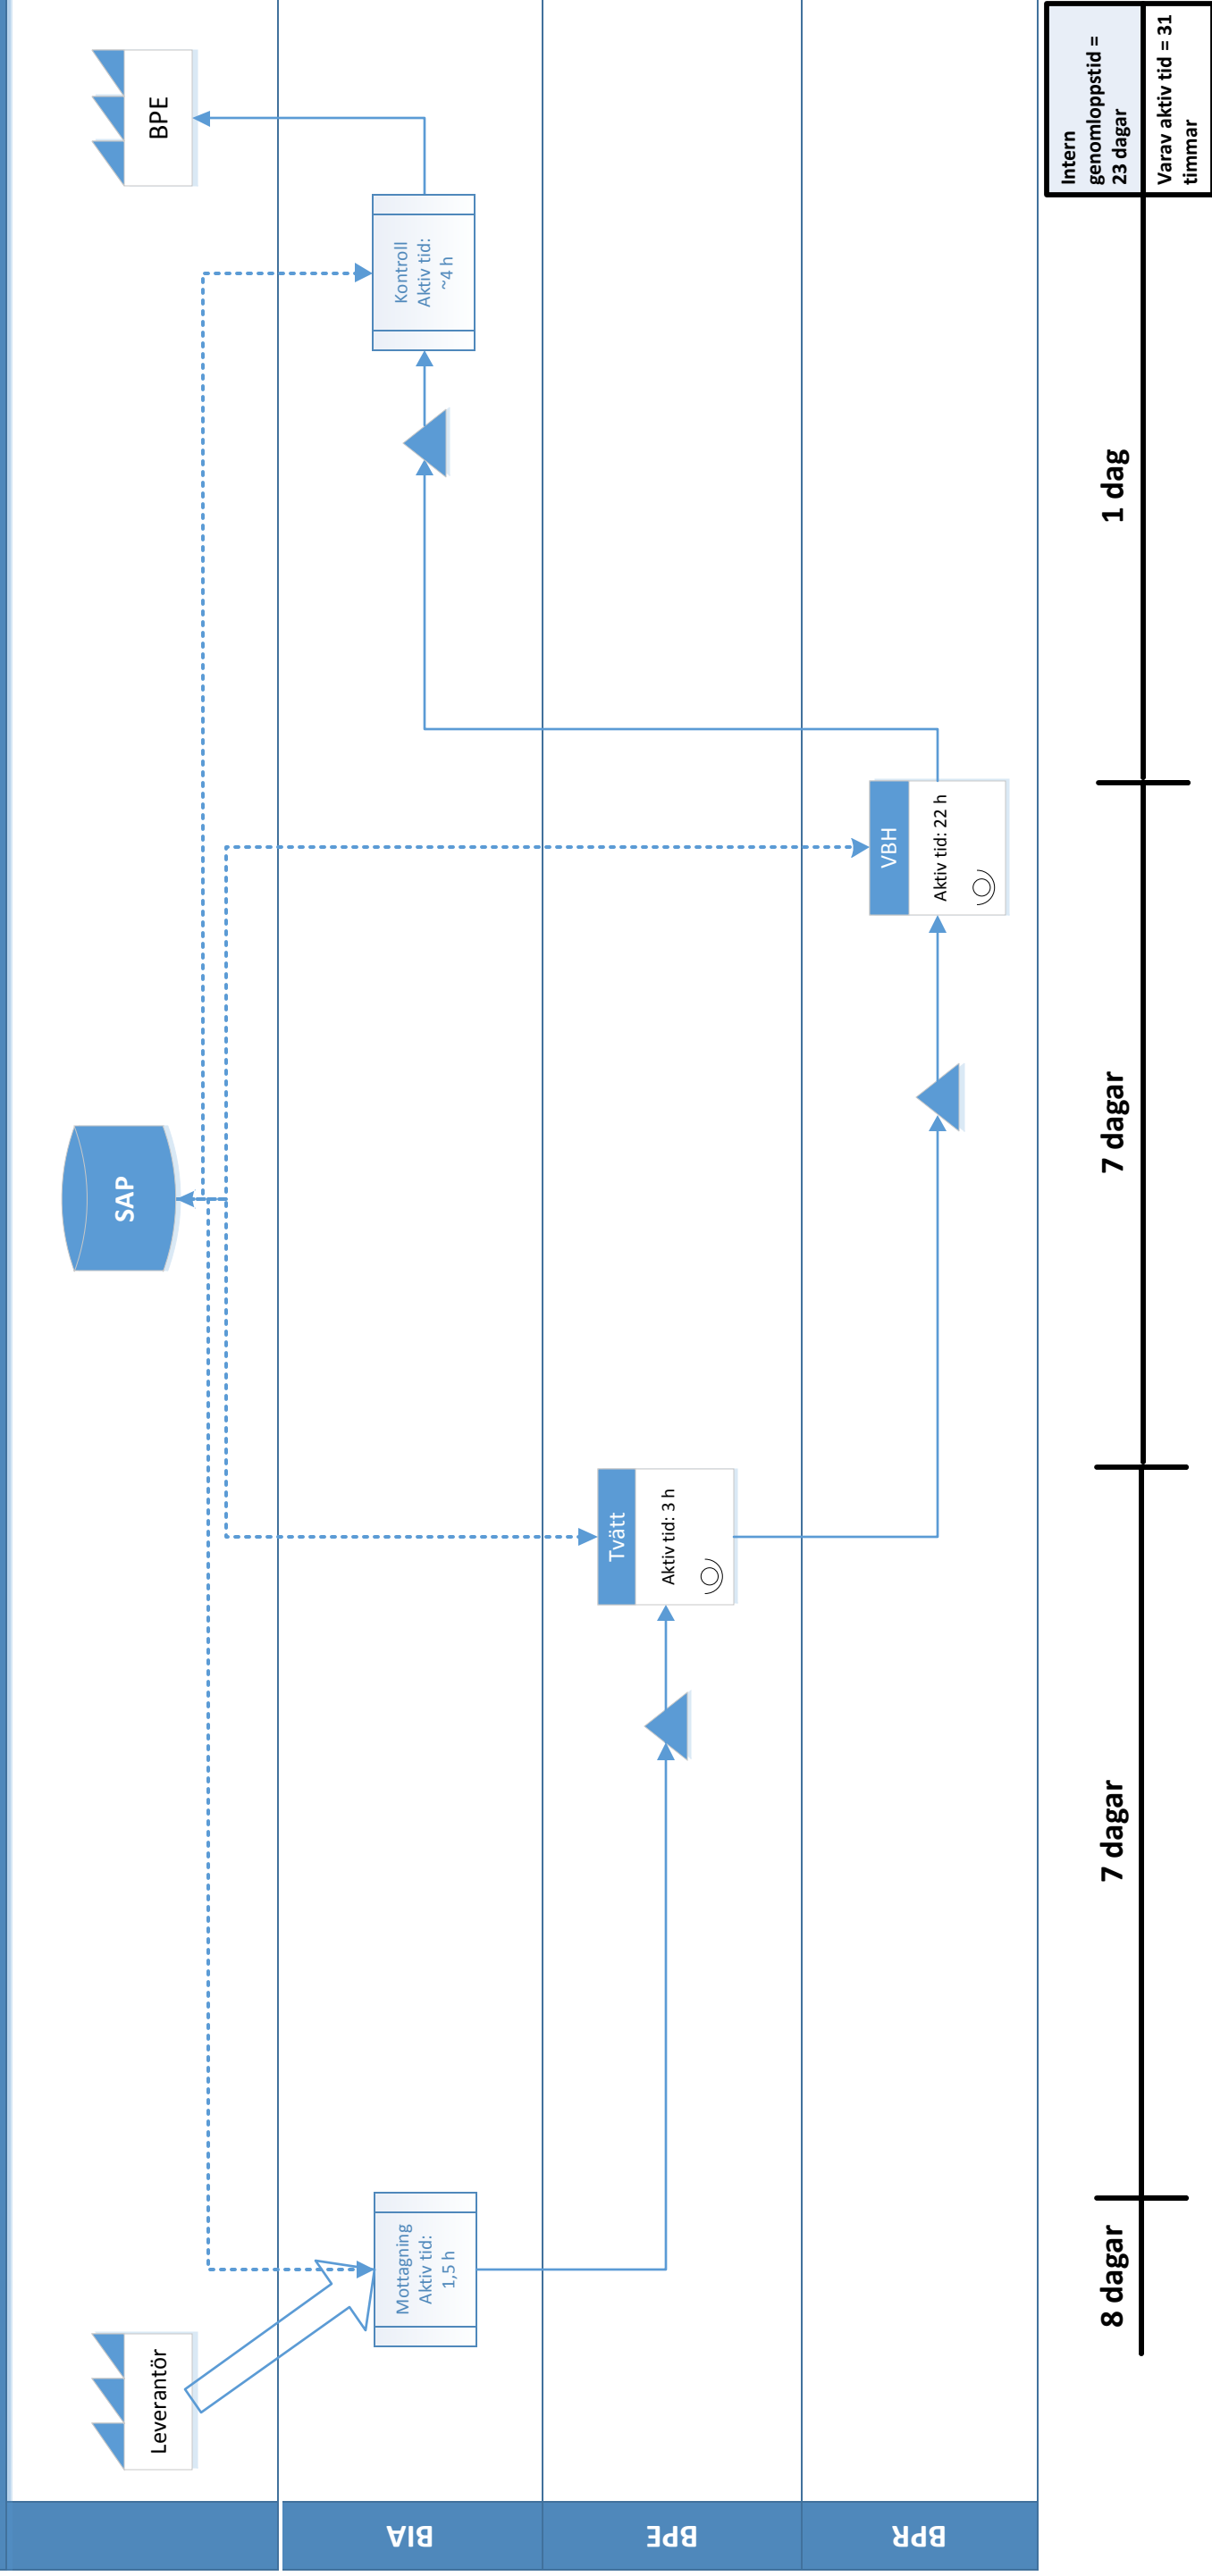 Leverantör
SAP
BPE
BIA
Mottagning
Aktiv tid:
1,5 h
Kontroll
Aktiv tid:
~4 h
BPE
Tvätt
Aktiv tid: 3 h
BPR
VBH
Aktiv tid: 22 h
8 dagar
7 dagar
7 dagar
1 dag
Intern
genomloppstid =
23 dagar
Varav aktiv tid = 31
timmar